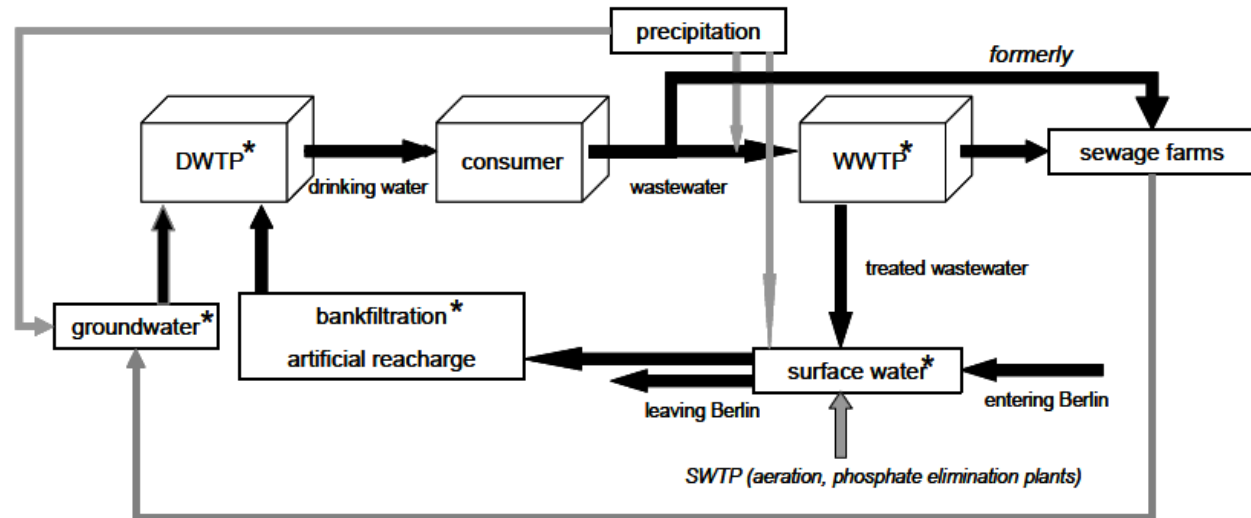 precipitation
formerly
DWTP*
consumer
WWTP*
sewage farms
drinking water
wastewater
treated wastewater
groundwater*
bankfiltration*
artificial reacharge
surface water*
leaving Berlin
entering Berlin
SWTP (aeration, phosphate elimination plants)